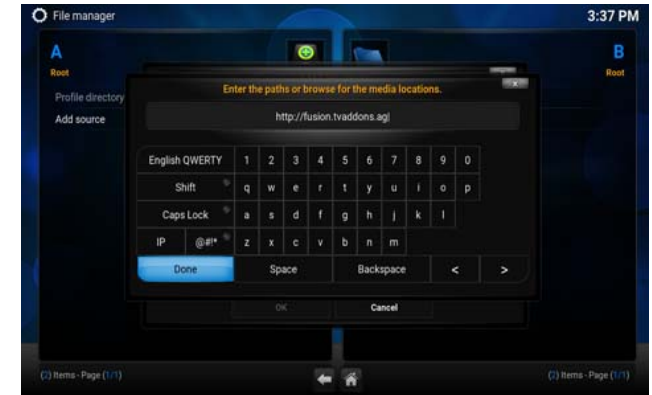 File manager
3:37 PM
A
B
Root
Root
Profile directory
Add source
Enter the paths or browse for the media locations.
http://fusion.tvaddons.ag|
English QWERTY 1 2 3 4 5 6 7 8 9 0
Shift q w e r t y u i o p
Caps Lock a s d f g h j k l
IP @#!* z x c v b n m
Done Space Backspace < >
OK Cancel
(2) Items - Page (1/1)
(2) Items - Page (1/1)